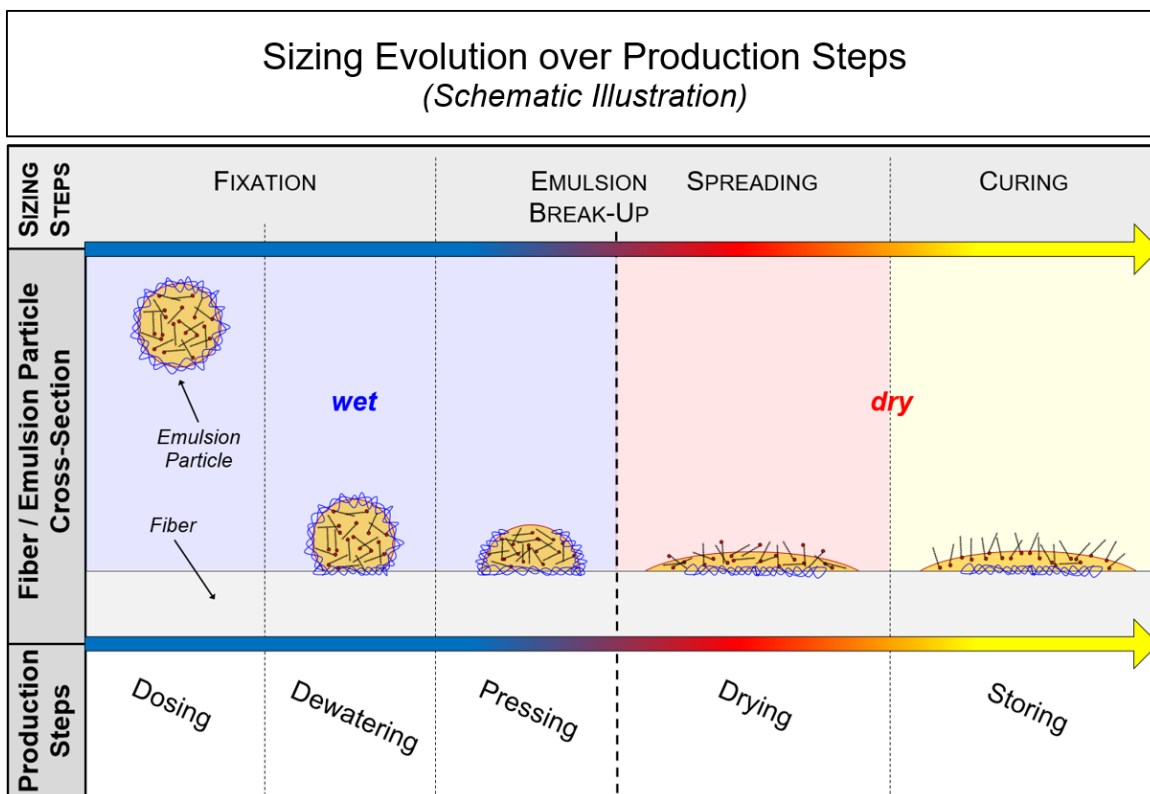 Sizing Evolution over Production Steps
(Schematic Illustration)
SIZING
STEPS
FIXATION
EMULSION
BREAK-UP
SPREADING
CURING
Fiber / Emulsion Particle
Cross-Section
wet
dry
Emulsion
Particle
Fiber
Production
Steps
Dosing
Dewatering
Pressing
Drying
Storing